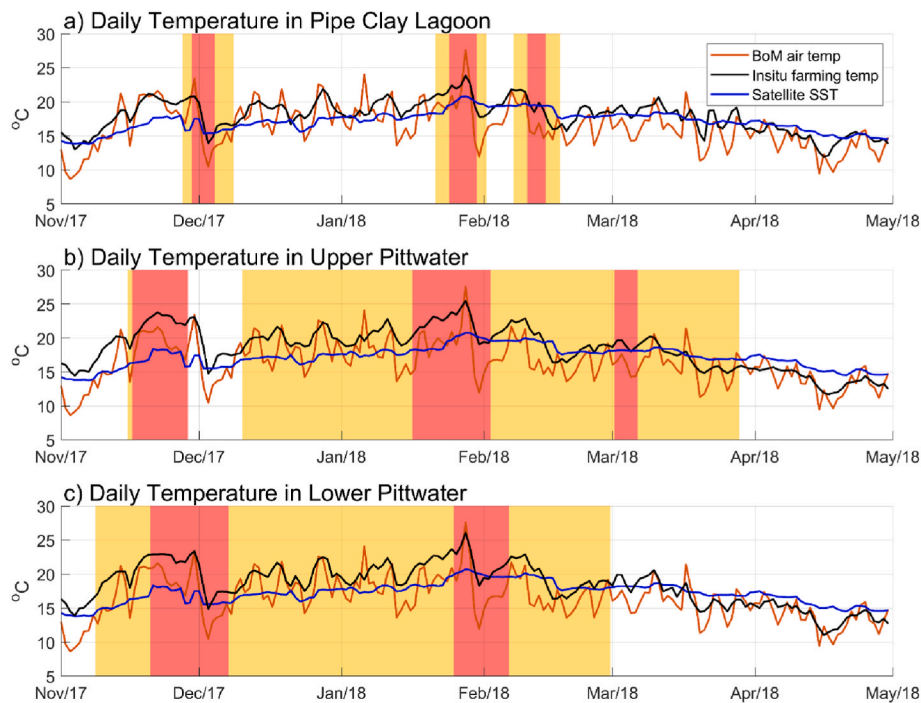 a) Daily Temperature in Pipe Clay Lagoon
30
25
20
15
10
5
°C
BoM air temp
Insitu farming temp
Satellite SST
Nov/17 Dec/17 Jan/18 Feb/18 Mar/18 Apr/18 May/18
b) Daily Temperature in Upper Pittwater
30
25
20
15
10
5
°C
Nov/17 Dec/17 Jan/18 Feb/18 Mar/18 Apr/18 May/18
c) Daily Temperature in Lower Pittwater
30
25
20
15
10
5
°C
Nov/17 Dec/17 Jan/18 Feb/18 Mar/18 Apr/18 May/18